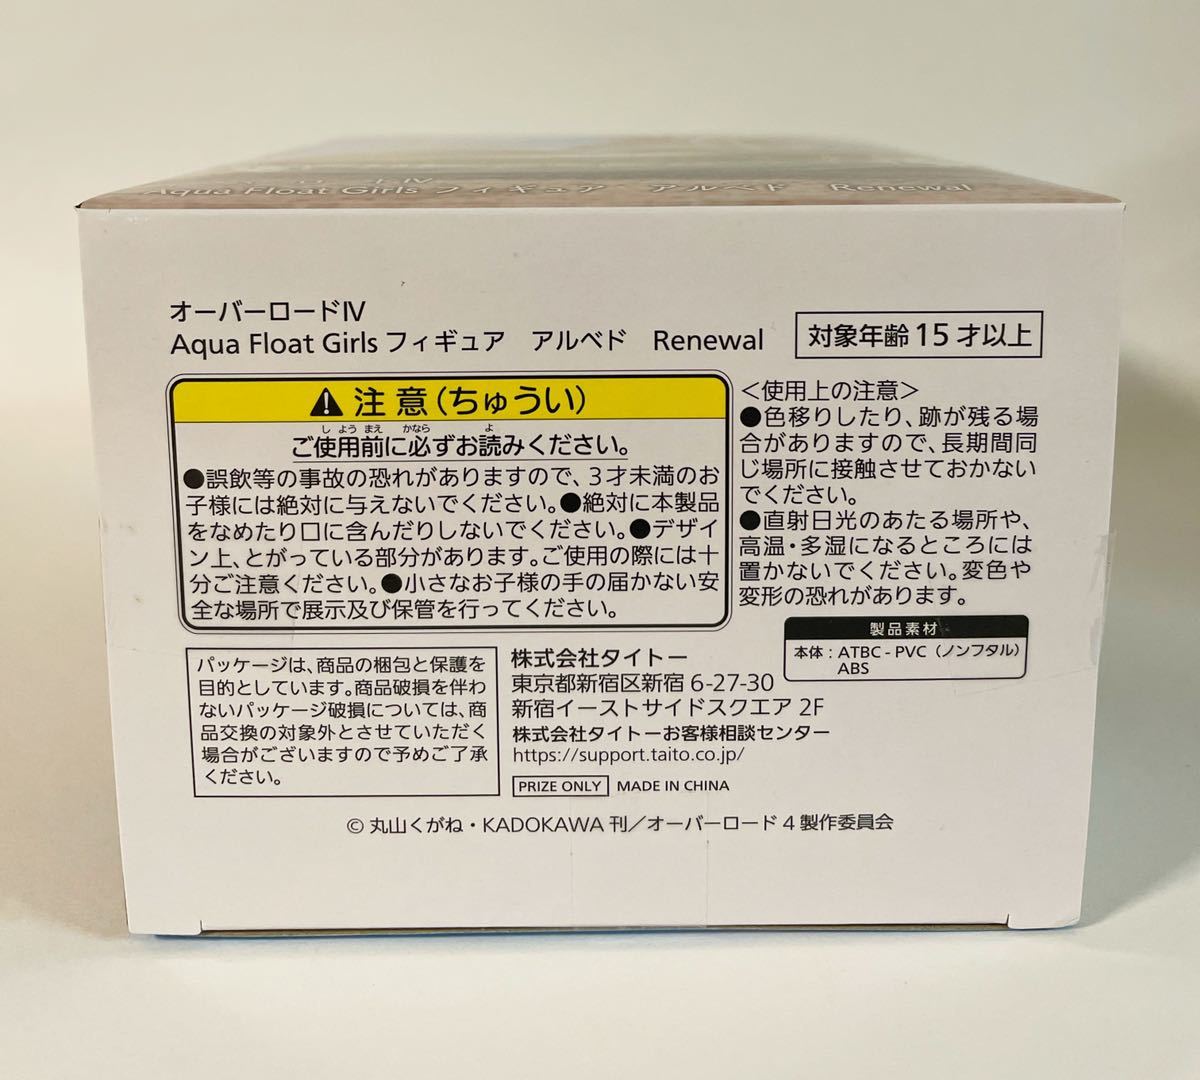 Aqua Float Girls フィギュア　アルベド　Renewal
オーバーロードⅣ
Aqua Float Girls フィギュア　アルベド　Renewal
対象年齢 15 才以上
⚠ 注 意（ちゅうい）
し よう まえ かなら よ
ご使用前に必ずお読みください。
●誤飲等の事故の恐れがありますので、3才未満のお
子様には絶対に与えないでください。●絶対に本製品
をなめたり口に含んだりしないでください。●デザイ
ン上、とがっている部分があります。ご使用の際には十
分ご注意ください。●小さなお子様の手の届かない安
全な場所で展示及び保管を行ってください。
＜使用上の注意＞
●色移りしたり、跡が残る場
合がありますので、長期間同
じ場所に接触させておかない
でください。
●直射日光のあたる場所や、
高温・多湿になるところには
置かないでください。変色や
変形の恐れがあります。
製品素材
本体：ATBC - PVC（ノンフタル）
ABS
パッケージは、商品の梱包と保護を
目的としています。商品破損を伴わ
ないパッケージ破損については、商
品交換の対象外とさせていただく
場合がございますので予めご了承
ください。
株式会社タイトー
東京都新宿区新宿 6-27-30
新宿イーストサイドスクエア 2F
株式会社タイトーお客様相談センター
https://support.taito.co.jp/
PRIZE ONLY MADE IN CHINA
© 丸山くがね・KADOKAWA 刊／オーバーロード４製作委員会